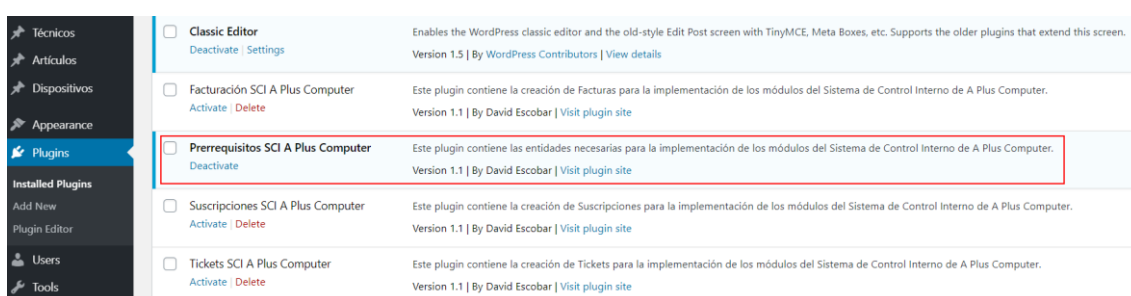 Técnicos
Artículos
Dispositivos
Appearance
Plugins
Installed Plugins
Add New
Plugin Editor
Users
Tools
Classic Editor
Deactivate | Settings
Enables the WordPress classic editor and the old-style Edit Post screen with TinyMCE, Meta Boxes, etc. Supports the older plugins that extend this screen.
Version 1.5 | By WordPress Contributors | View details
Facturación SCI A Plus Computer
Activate | Delete
Este plugin contiene la creación de Facturas para la implementación de los módulos del Sistema de Control Interno de A Plus Computer.
Version 1.1 | By David Escobar | Visit plugin site
Prerrequisitos SCI A Plus Computer
Deactivate
Este plugin contiene las entidades necesarias para la implementación de los módulos del Sistema de Control Interno de A Plus Computer.
Version 1.1 | By David Escobar | Visit plugin site
Suscripciones SCI A Plus Computer
Activate | Delete
Este plugin contiene la creación de Suscripciones para la implementación de los módulos del Sistema de Control Interno de A Plus Computer.
Version 1.1 | By David Escobar | Visit plugin site
Tickets SCI A Plus Computer
Activate | Delete
Este plugin contiene la creación de Tickets para la implementación de los módulos del Sistema de Control Interno de A Plus Computer.
Version 1.1 | By David Escobar | Visit plugin site